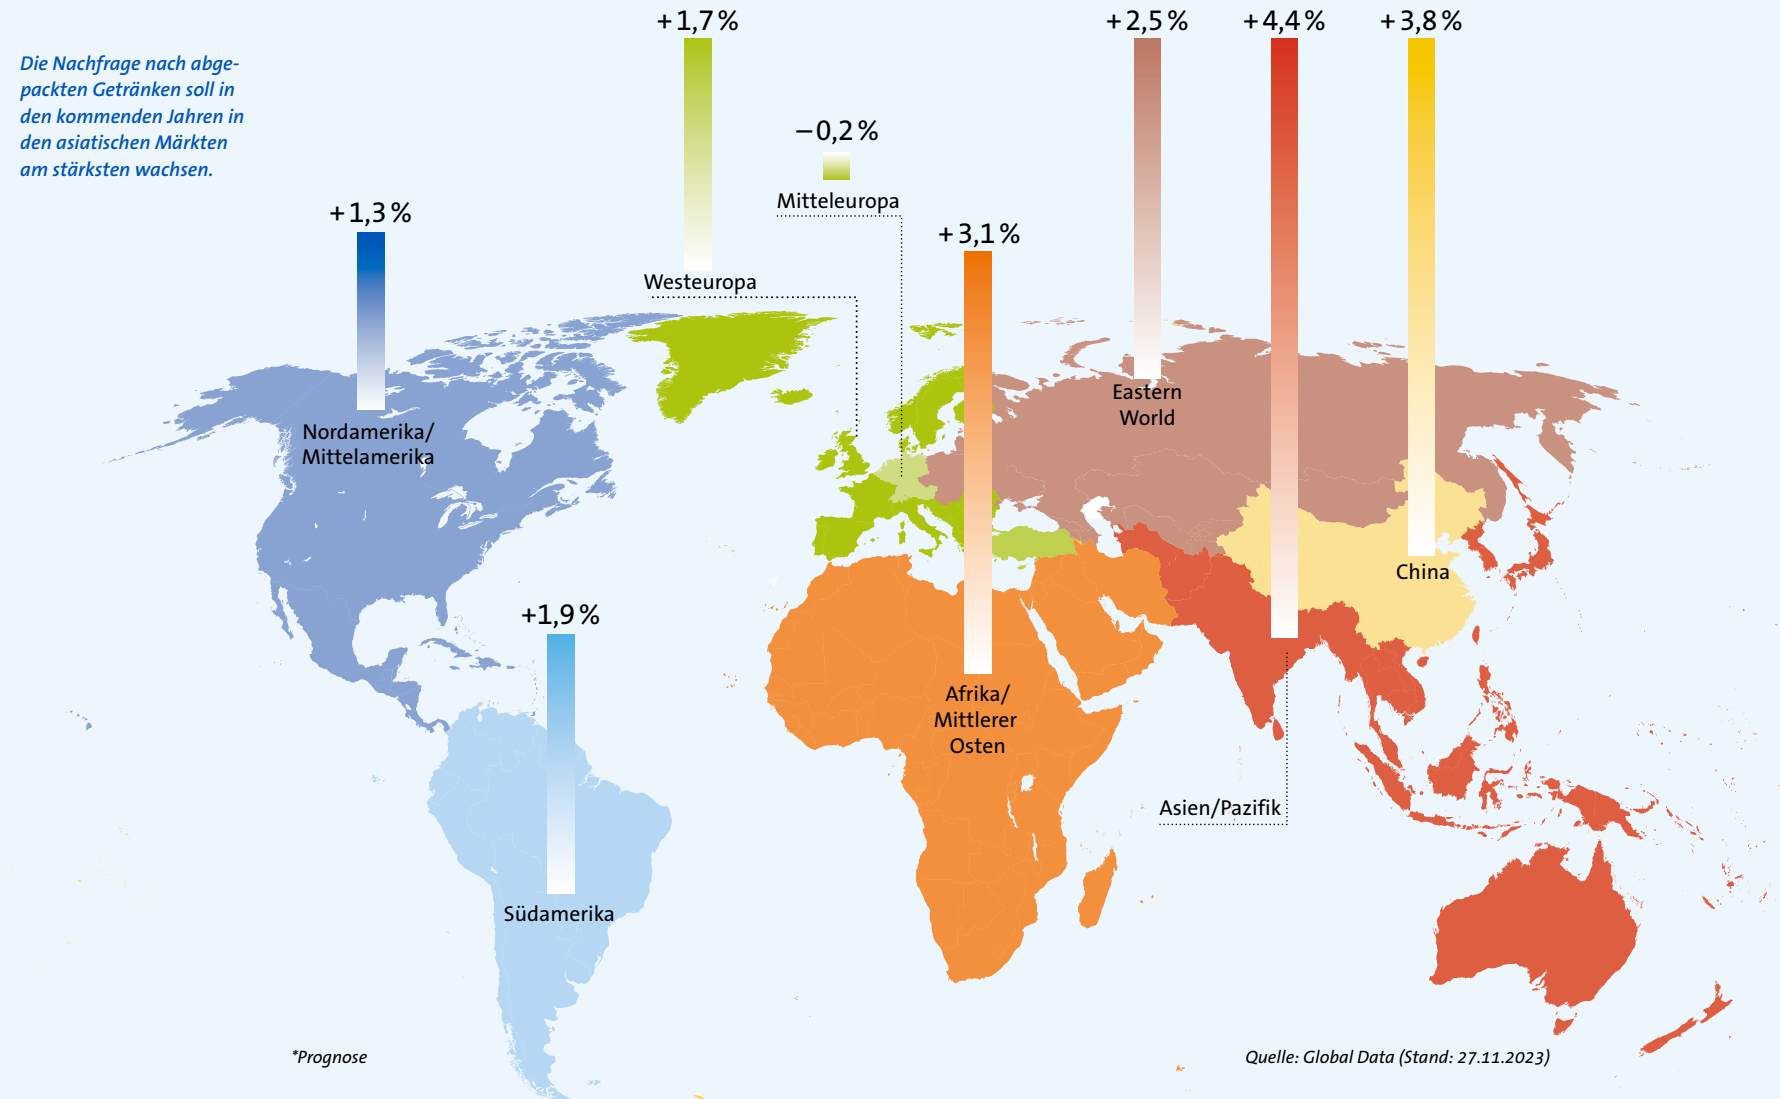 Die Nachfrage nach abge-
packten Getränken soll in
den kommenden Jahren in
den asiatischen Märkten
am stärksten wachsen.
+1,3 %
Nordamerika/
Mittelamerika
+1,9 %
Südamerika
+1,7 %
Westeuropa
−0,2 %
Mitteleuropa
+3,1 %
Afrika/
Mittlerer
Osten
+2,5 %
Eastern
World
+4,4 %
Asien/Pazifik
+3,8 %
China
*Prognose
Quelle: Global Data (Stand: 27.11.2023)